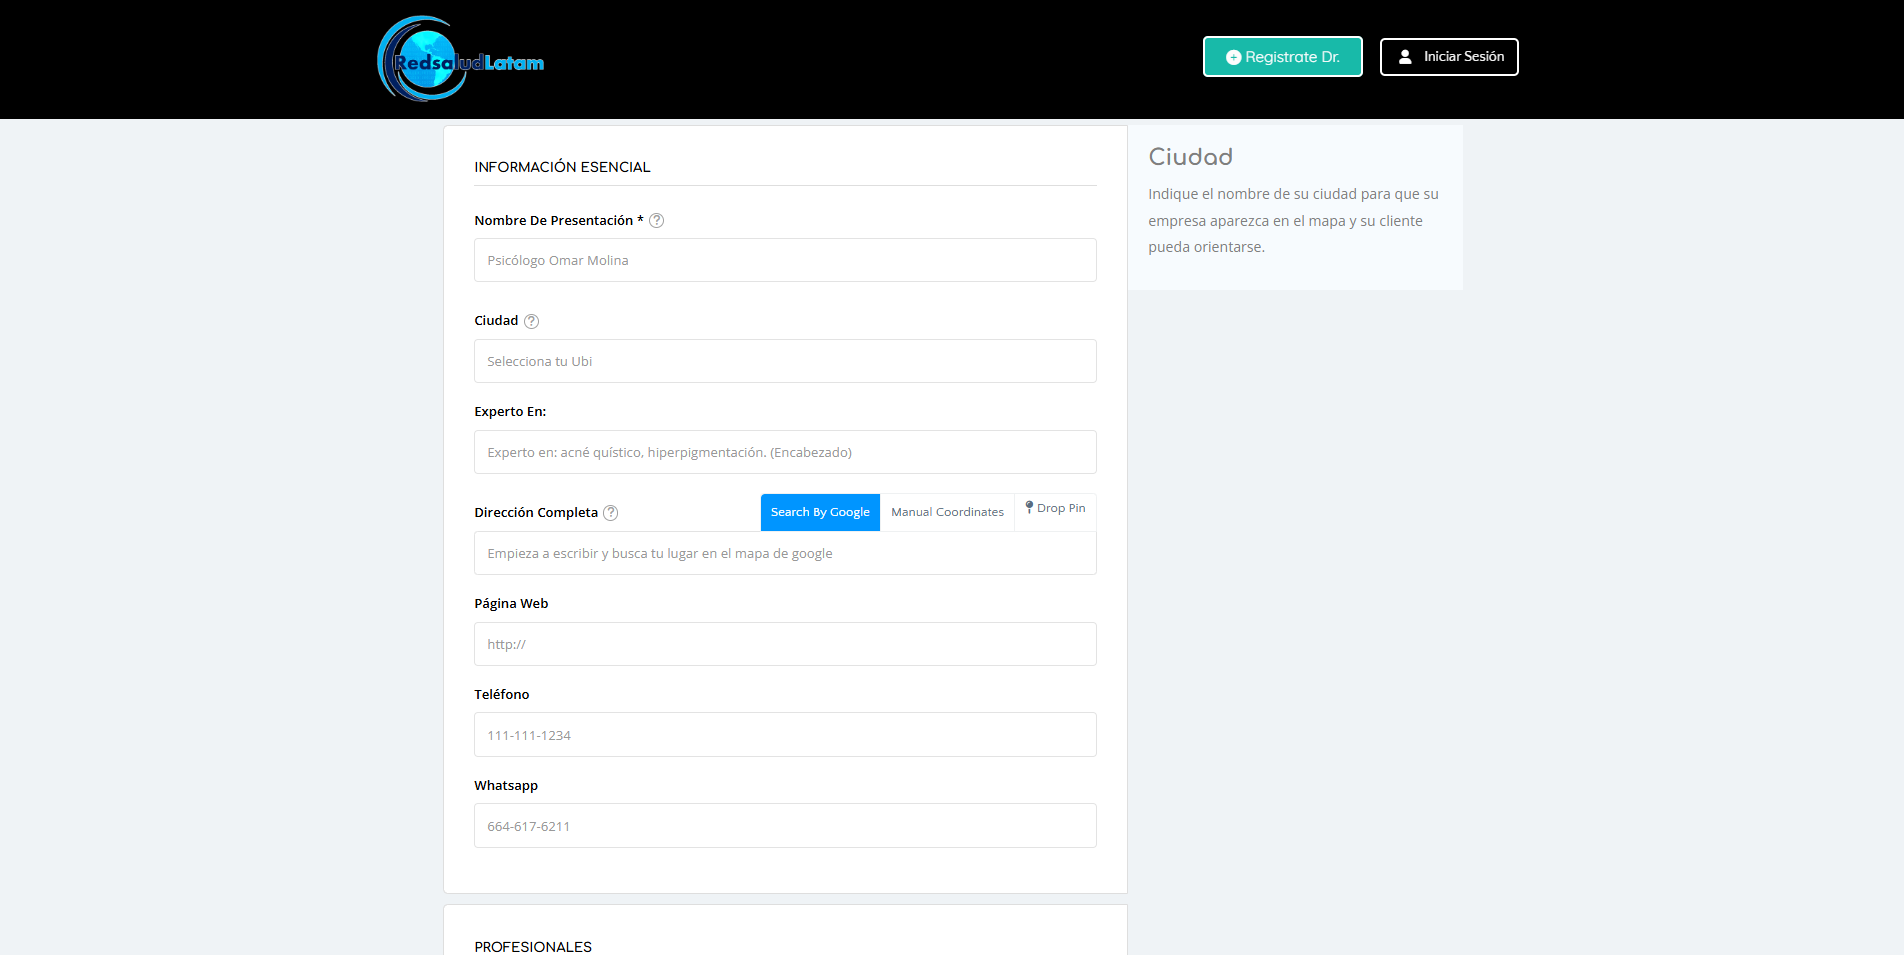 RedsaludLatam
Registrate Dr.
Iniciar Sesión
INFORMACIÓN ESENCIAL
Nombre De Presentación * ?
Psicólogo Omar Molina
Ciudad ?
Selecciona tu Ubi
Experto En:
Experto en: acné quístico, hiperpigmentación. (Encabezado)
Dirección Completa ?
Search By Google
Manual Coordinates
Drop Pin
Empieza a escribir y busca tu lugar en el mapa de google
Página Web
http://
Teléfono
111-111-1234
Whatsapp
664-617-6211
PROFESIONALES
Ciudad
Indique el nombre de su ciudad para que su
empresa aparezca en el mapa y su cliente
pueda orientarse.